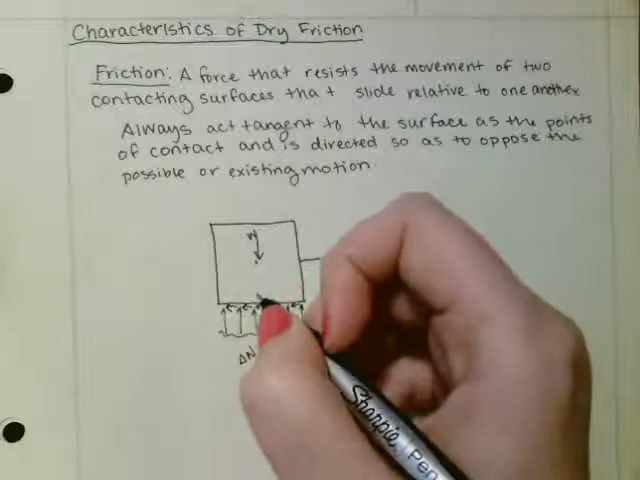 Characteristics of Dry Friction
Friction: A force that resists the movement of two
contacting surfaces that slide relative to one another
Always act tangent to the surface as the points
of contact and is directed so as to oppose the
possible or existing motion.
W
ΔN
Sharpie Pen